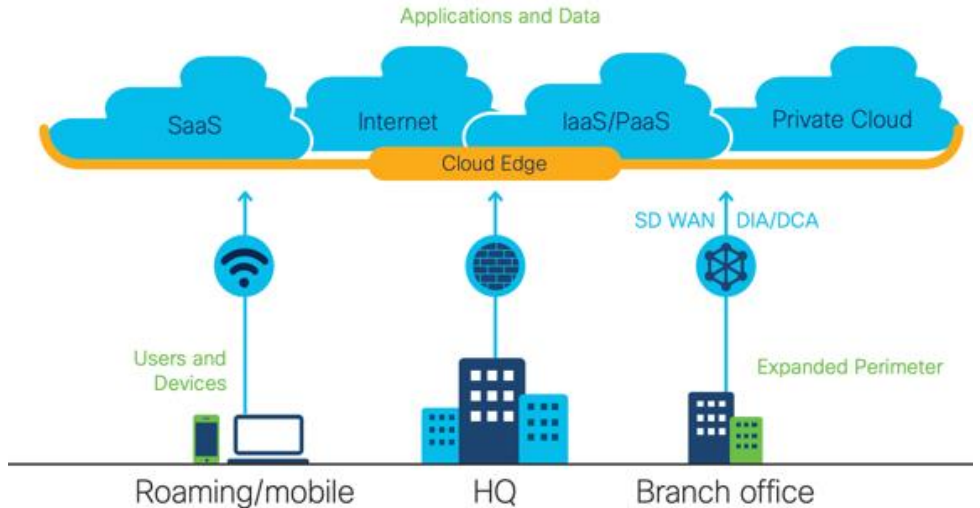 Applications and Data
SaaS
Internet
IaaS/PaaS
Private Cloud
Cloud Edge
SD WAN
DIA/DCA
Users and
Devices
Expanded Perimeter
Roaming/mobile
HQ
Branch office